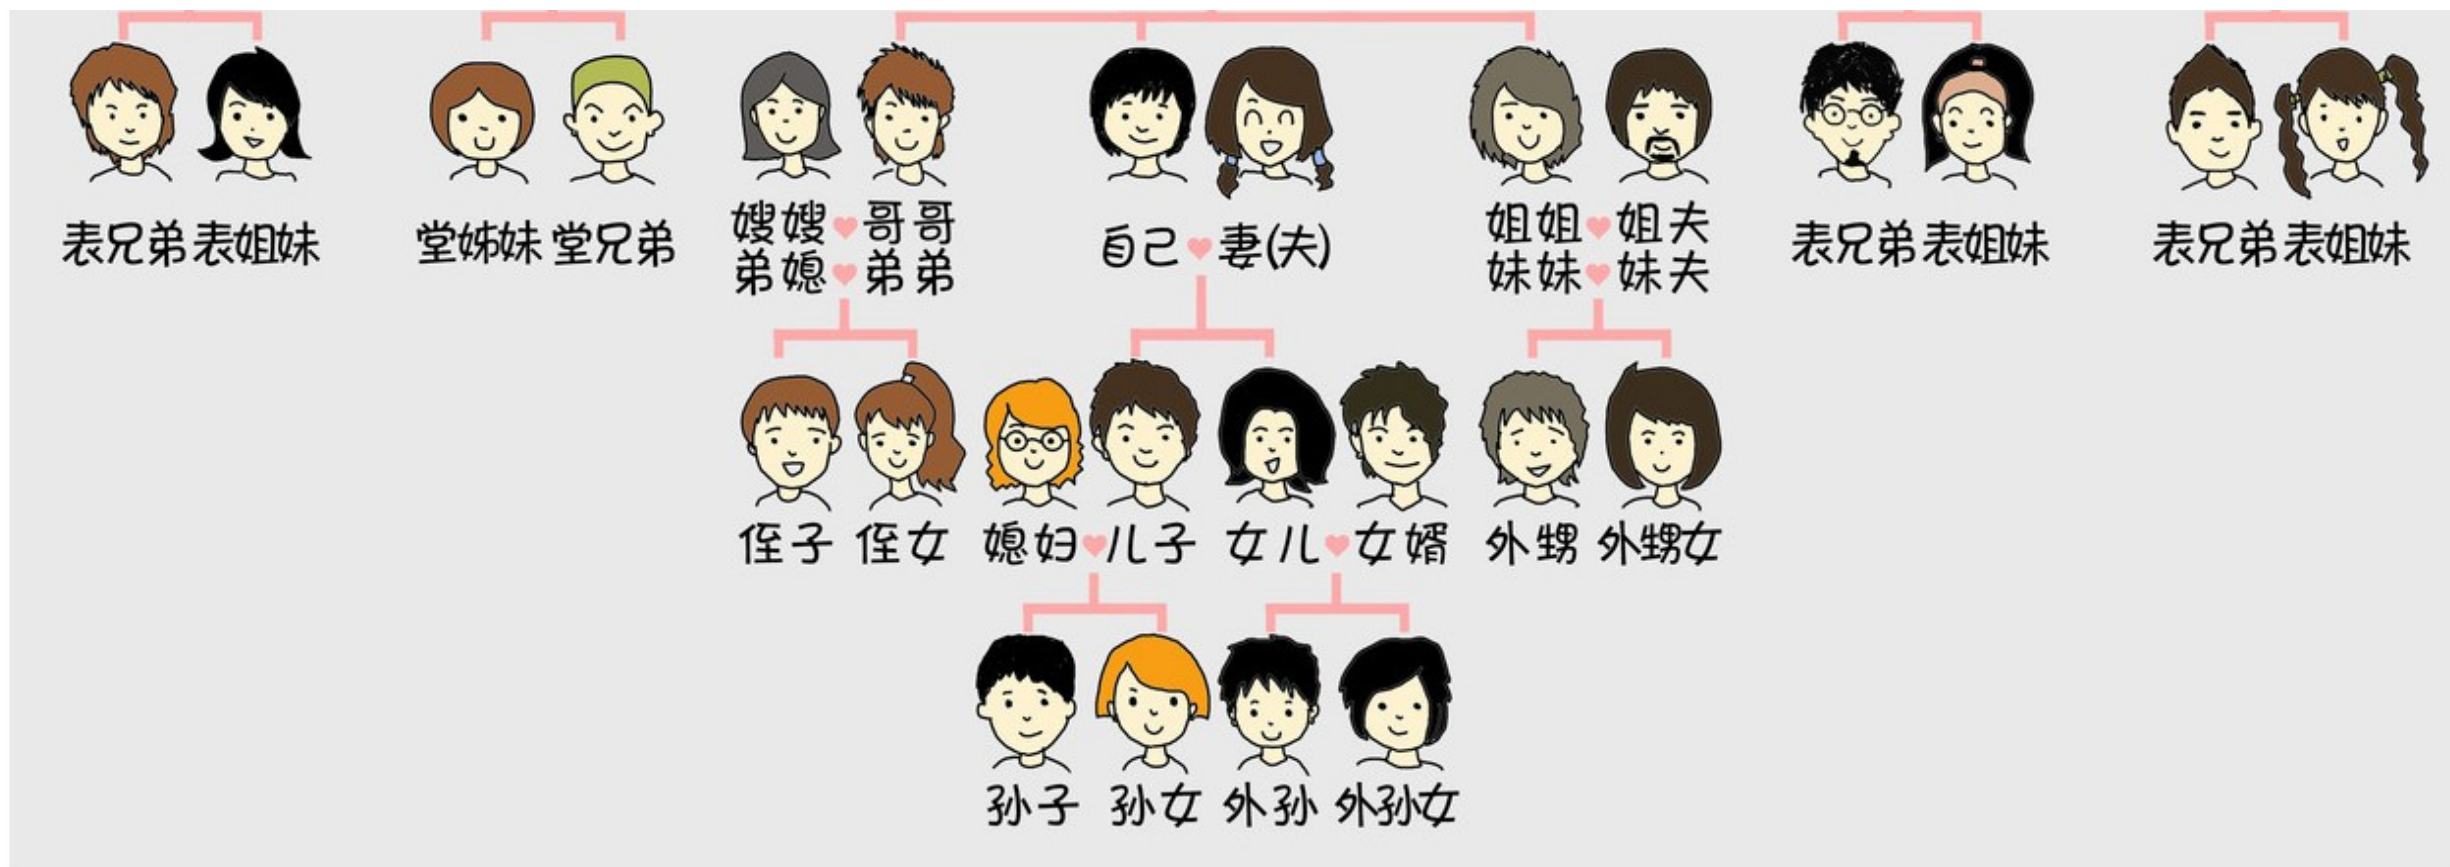 表兄弟 表姐妹
堂姊妹 堂兄弟
嫂嫂 哥哥
弟媳 弟弟
自己 妻(夫)
姐姐 姐夫
妹妹 妹夫
表兄弟 表姐妹
表兄弟 表姐妹
侄子 侄女
媳妇 儿子
女儿 女婿
外甥 外甥女
孙子 孙女
外孙 外孙女